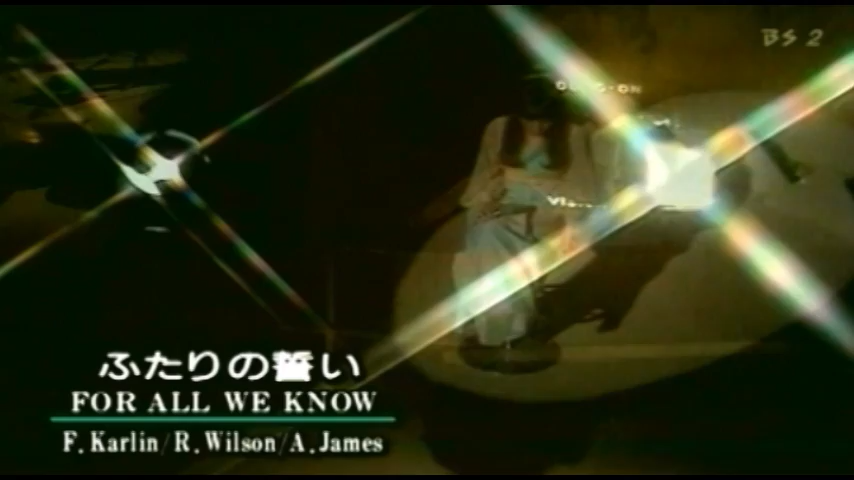 BS 2
ふたりの誓い
FOR ALL WE KNOW
F. Karlin/R. Wilson/A. James